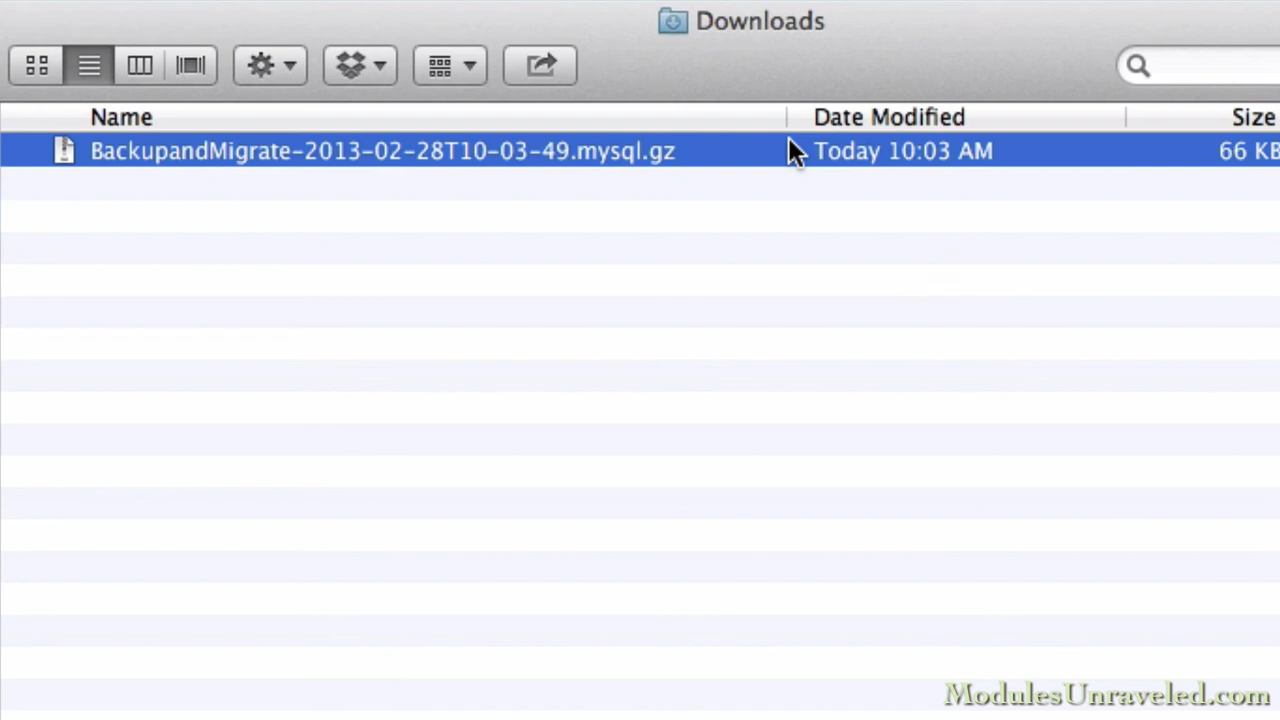 Downloads
Name Date Modified Size
BackupandMigrate-2013-02-28T10-03-49.mysql.gz Today 10:03 AM 66 KB
ModulesUnraveled.com